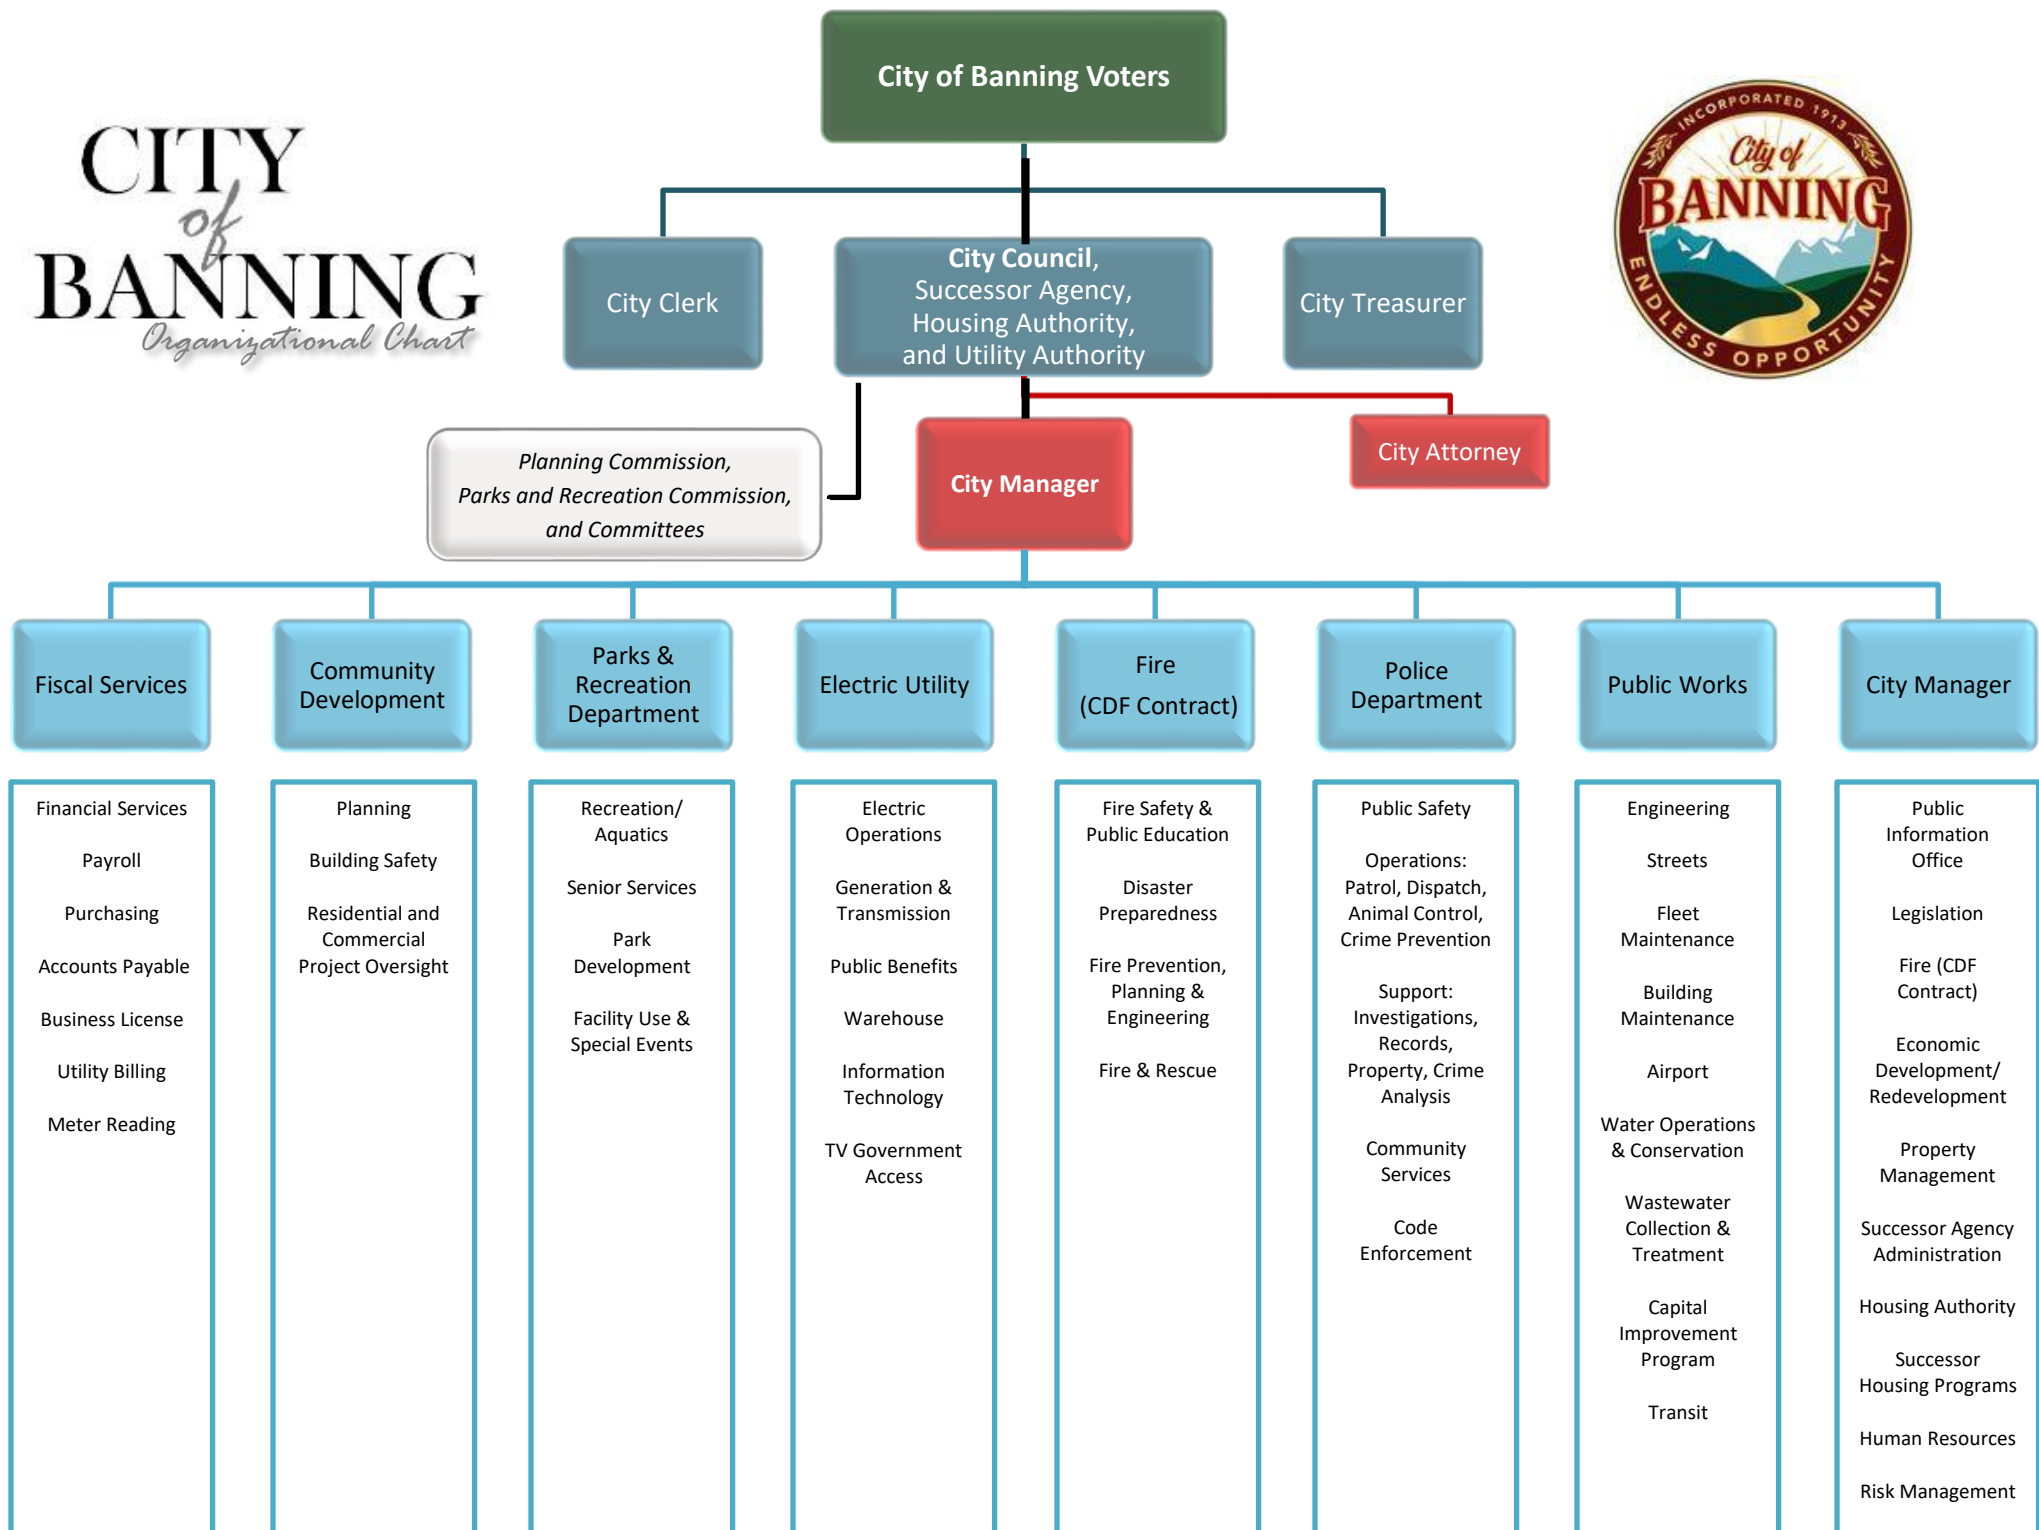 City of Banning Voters
CITY
of
BANNING
Organizational Chart
INCORPORATED 1913
City of
BANNING
ENDLESS OPPORTUNITY
City Clerk
City Council,
Successor Agency,
Housing Authority,
and Utility Authority
City Treasurer
Planning Commission,
Parks and Recreation Commission,
and Committees
City Manager
City Attorney
Fiscal Services
Community
Development
Parks &
Recreation
Department
Electric Utility
Fire
(CDF Contract)
Police
Department
Public Works
City Manager
Financial Services
Payroll
Purchasing
Accounts Payable
Business License
Utility Billing
Meter Reading
Planning
Building Safety
Residential and
Commercial
Project Oversight
Recreation/
Aquatics
Senior Services
Park
Development
Facility Use &
Special Events
Electric
Operations
Generation &
Transmission
Public Benefits
Warehouse
Information
Technology
TV Government
Access
Fire Safety &
Public Education
Disaster
Preparedness
Fire Prevention,
Planning &
Engineering
Fire & Rescue
Public Safety
Operations:
Patrol, Dispatch,
Animal Control,
Crime Prevention
Support:
Investigations,
Records,
Property, Crime
Analysis
Community
Services
Code
Enforcement
Engineering
Streets
Fleet
Maintenance
Building
Maintenance
Airport
Water Operations
& Conservation
Wastewater
Collection &
Treatment
Capital
Improvement
Program
Transit
Public
Information
Office
Legislation
Fire (CDF
Contract)
Economic
Development/
Redevelopment
Property
Management
Successor Agency
Administration
Housing Authority
Successor
Housing Programs
Human Resources
Risk Management